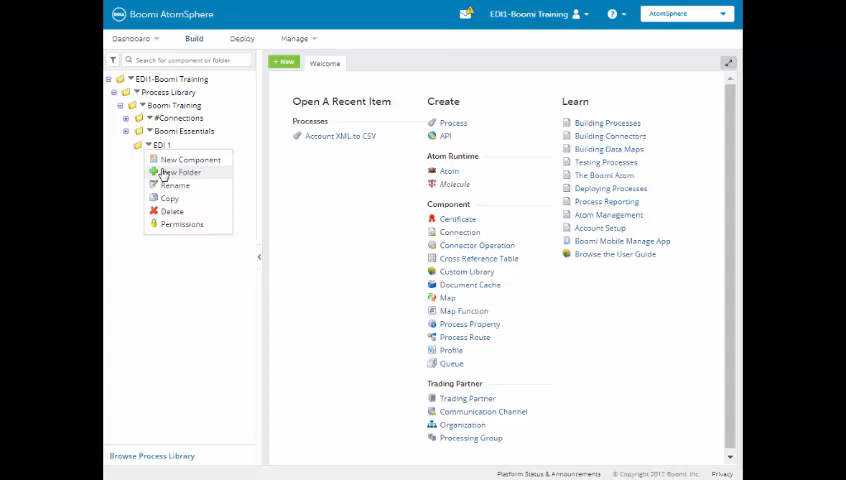 DELL Boomi AtomSphere
EDI1-Boomi Training
AtomSphere
Dashboard Build Deploy Manage
Search for component or folder
+ New Welcome
EDI1-Boomi Training
Process Library
Boomi Training
#Connections
Boomi Essentials
EDI 1
New Component
New Folder
Rename
Copy
Delete
Permissions
Browse Process Library
Open A Recent Item
Processes
Account XML to CSV
Create
Process
API
Atom Runtime
Atom
Molecule
Component
Certificate
Connection
Connector Operation
Cross Reference Table
Custom Library
Document Cache
Map
Map Function
Process Property
Process Route
Profile
Queue
Trading Partner
Trading Partner
Communication Channel
Organization
Processing Group
Learn
Building Processes
Building Connectors
Building Data Maps
Testing Processes
The Boomi Atom
Deploying Processes
Process Reporting
Atom Management
Account Setup
Boomi Mobile Manage App
Browse the User Guide
Platform Status & Announcements © Copyright 2017 Boomi, Inc. Privacy